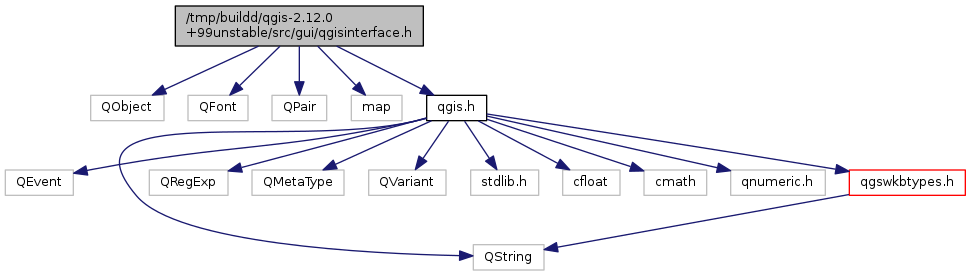 /tmp/buildd/qgis-2.12.0
+99unstable/src/gui/qgisinterface.h
QObject
QFont
QPair
map
qgis.h
QEvent
QRegExp
QMetaType
QVariant
stdlib.h
cfloat
cmath
qnumeric.h
qgswkbtypes.h
QString